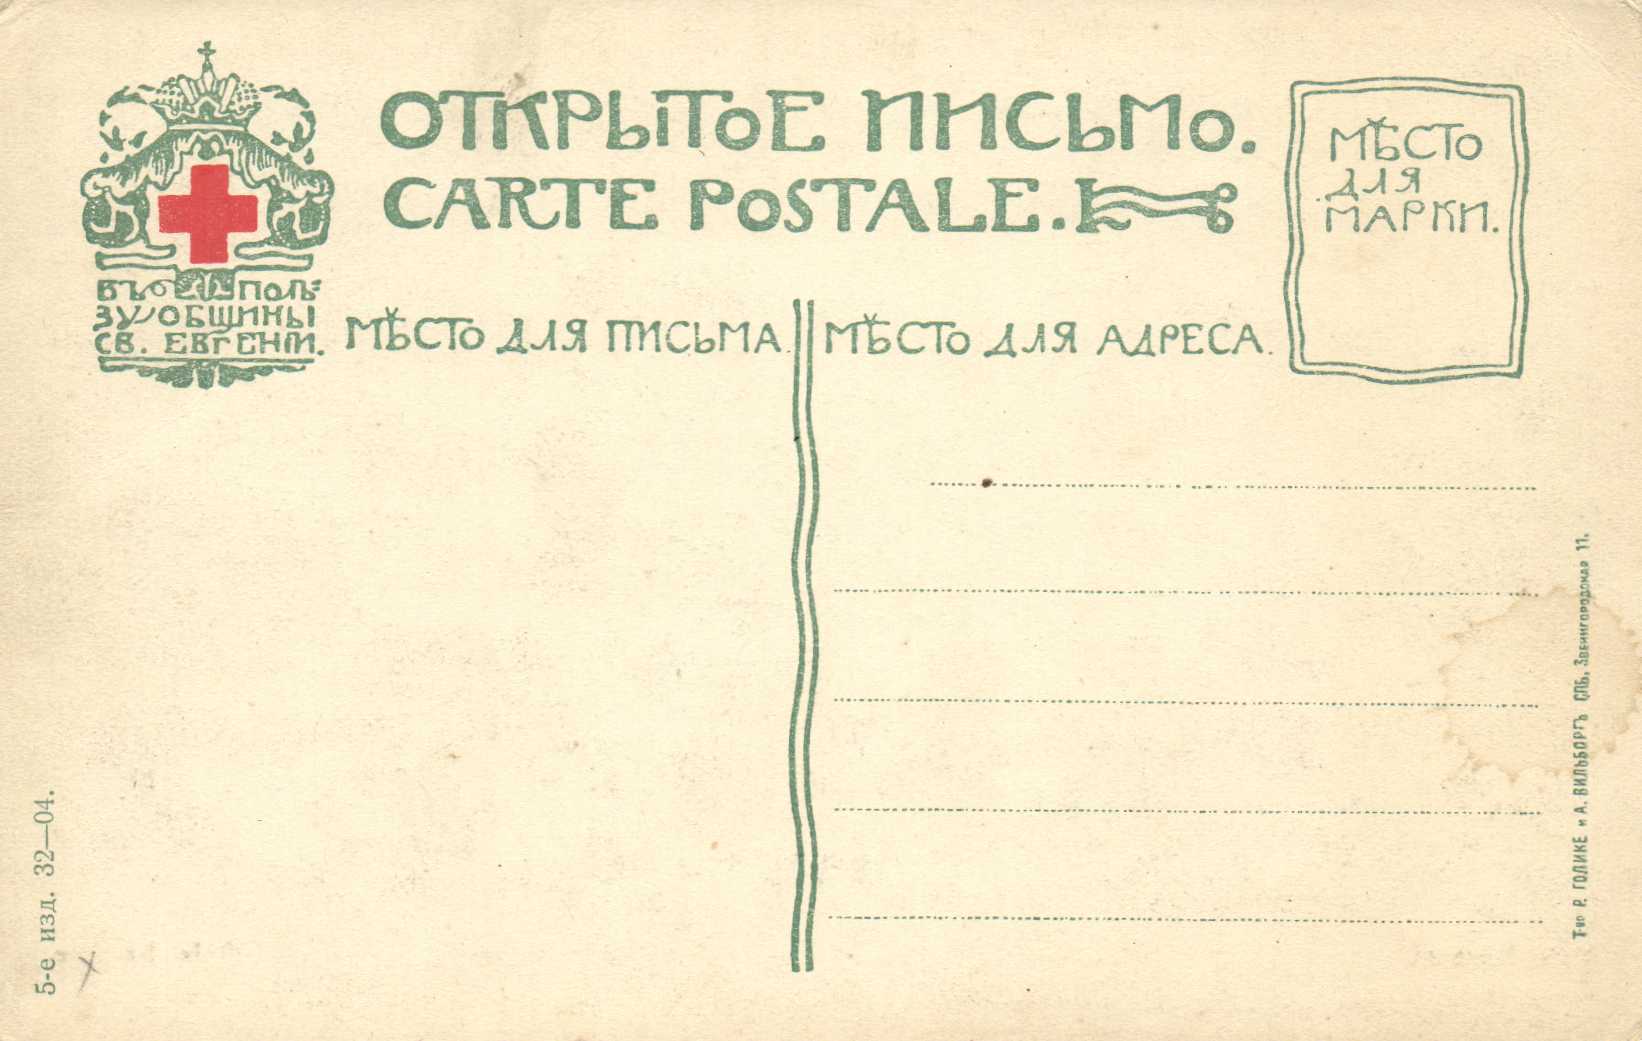 ОТКРЫТОЕ ПИСЬМО.
CARTE POSTALE.
МѢСТО
ДЛЯ
МАРКИ.
ВЪ ПОЛЬ-
ЗУ ОБЩИНЫ
СВ. ЕВГЕНІИ.
МѢСТО ДЛЯ ПИСЬМА.
МѢСТО ДЛЯ АДРЕСА.
5-е изд. 32—04.
Т-во Р. ГОЛИКЕ и А. ВИЛЬБОРГЪ СПБ. Звенигородская 11.